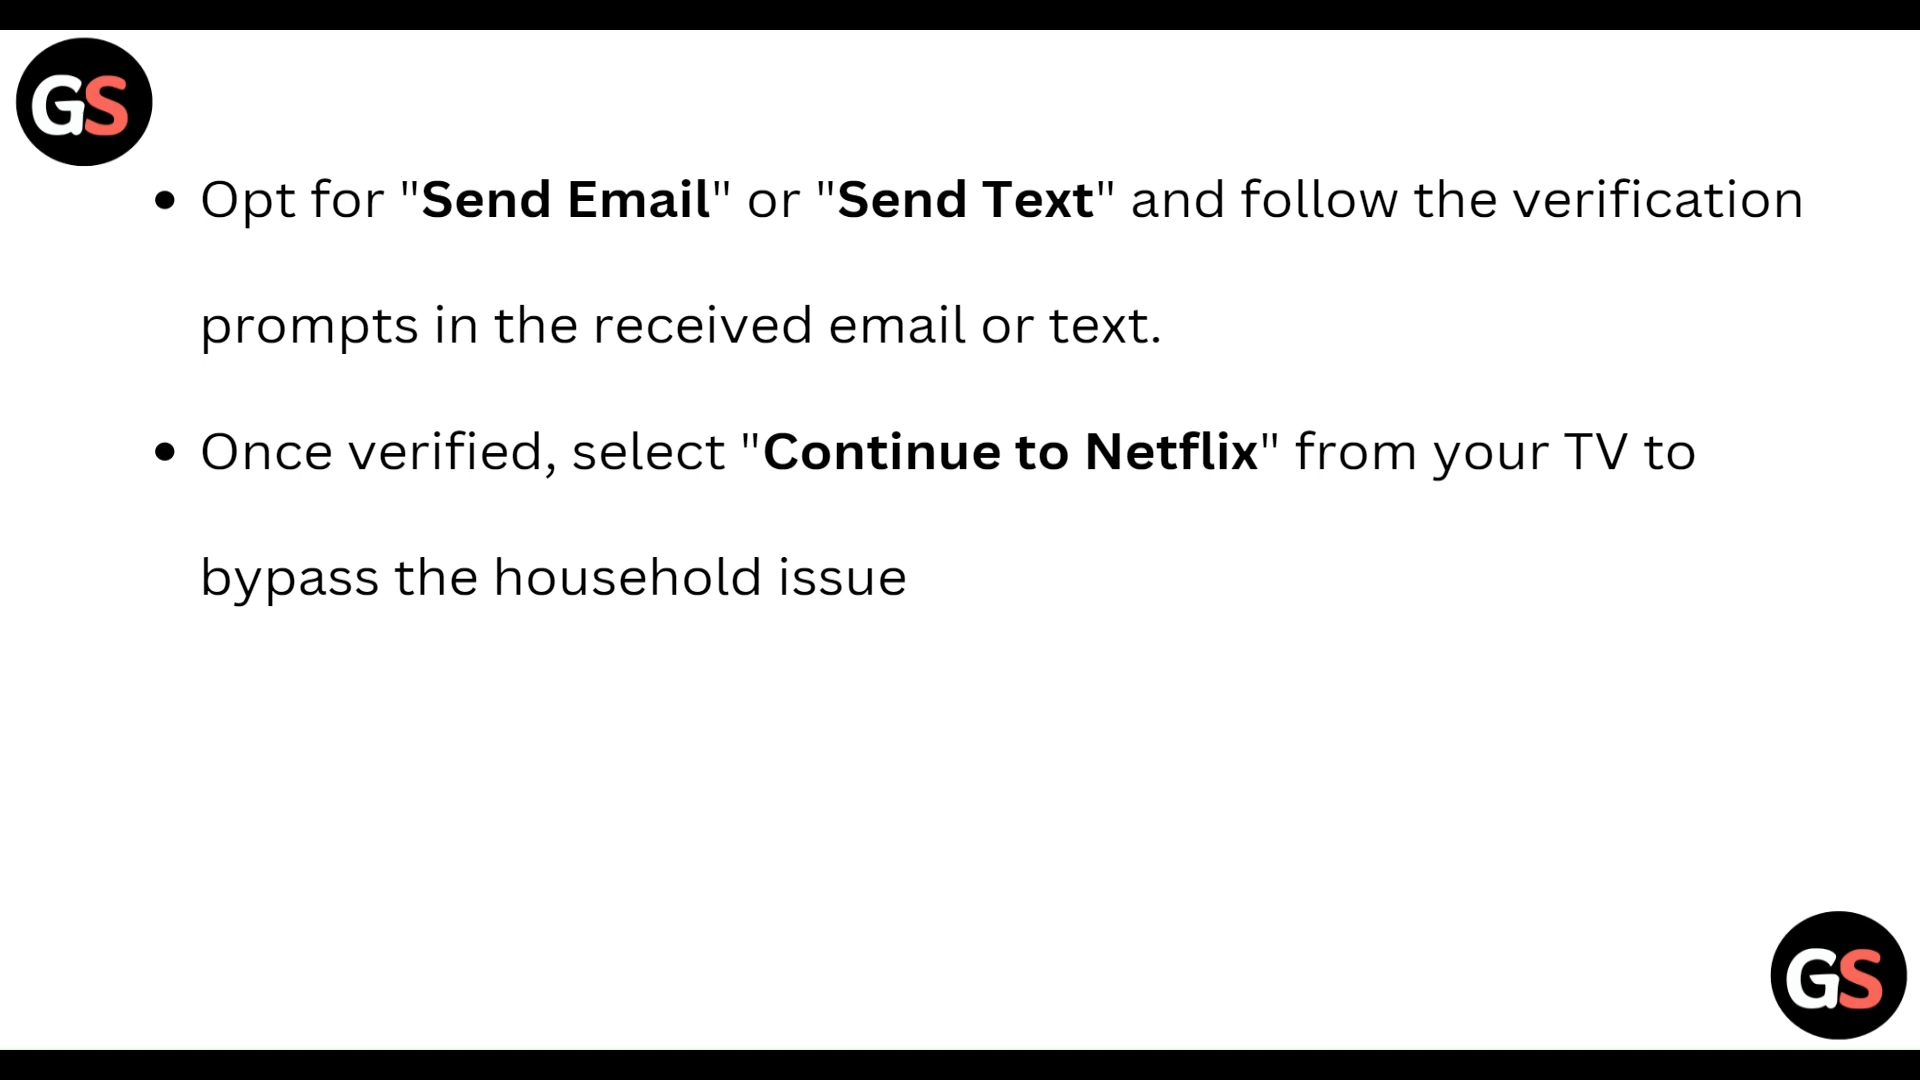 GS
• Opt for "Send Email" or "Send Text" and follow the verification
prompts in the received email or text.
• Once verified, select "Continue to Netflix" from your TV to
bypass the household issue
GS